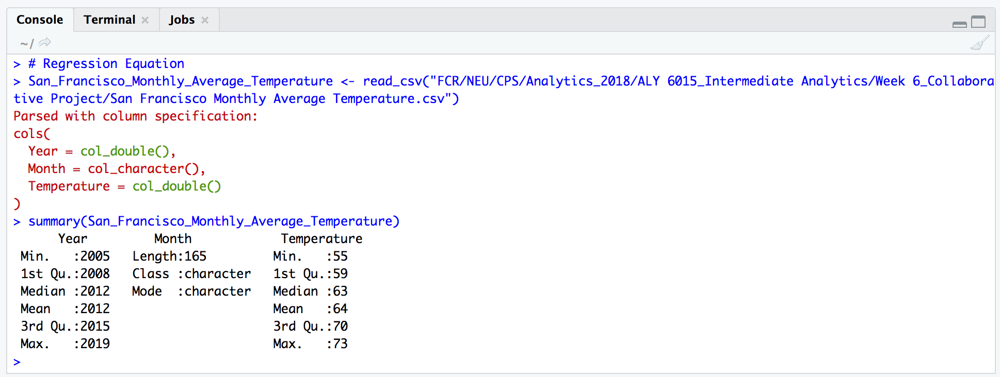 Console Terminal Jobs
~/
> # Regression Equation
> San_Francisco_Monthly_Average_Temperature <- read_csv("FCR/NEU/CPS/Analytics_2018/ALY 6015_Intermediate Analytics/Week 6_Collabora
tive Project/San Francisco Monthly Average Temperature.csv")
Parsed with column specification:
cols(
  Year = col_double(),
  Month = col_character(),
  Temperature = col_double()
)
> summary(San_Francisco_Monthly_Average_Temperature)
      Year         Month            Temperature
 Min.   :2005   Length:165         Min.   :55
 1st Qu.:2008   Class :character   1st Qu.:59
 Median :2012   Mode  :character   Median :63
 Mean   :2012                      Mean   :64
 3rd Qu.:2015                      3rd Qu.:70
 Max.   :2019                      Max.   :73
>